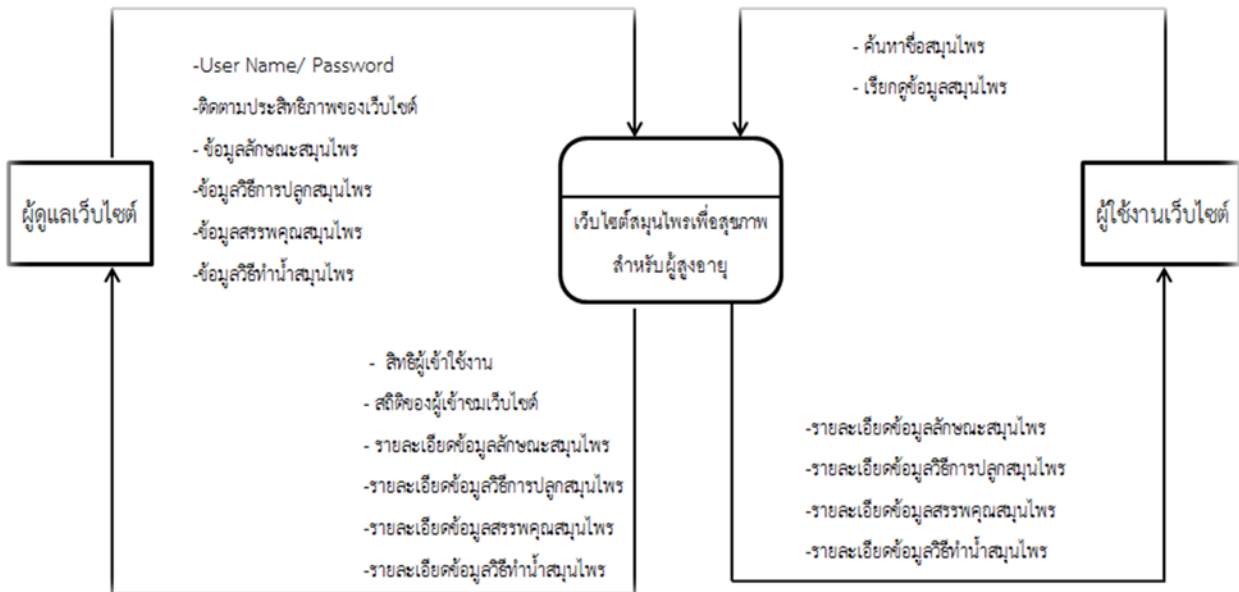 -User Name/ Password
-ติดตามประสิทธิภาพของเว็บไซต์
- ข้อมูลลักษณะสมุนไพร
-ข้อมูลวิธีการปลูกสมุนไพร
-ข้อมูลสรรพคุณสมุนไพร
-ข้อมูลวิธีทำน้ำสมุนไพร
- ค้นหาชื่อสมุนไพร
- เรียกดูข้อมูลสมุนไพร
ผู้ดูแลเว็บไซต์
เว็บไซต์สมุนไพรเพื่อสุขภาพ
สำหรับผู้สูงอายุ
ผู้ใช้งานเว็บไซต์
- สิทธิผู้เข้าใช้งาน
- สถิติของผู้เข้าชมเว็บไซต์
- รายละเอียดข้อมูลลักษณะสมุนไพร
-รายละเอียดข้อมูลวิธีการปลูกสมุนไพร
-รายละเอียดข้อมูลสรรพคุณสมุนไพร
-รายละเอียดข้อมูลวิธีทำน้ำสมุนไพร
-รายละเอียดข้อมูลลักษณะสมุนไพร
-รายละเอียดข้อมูลวิธีการปลูกสมุนไพร
-รายละเอียดข้อมูลสรรพคุณสมุนไพร
-รายละเอียดข้อมูลวิธีทำน้ำสมุนไพร